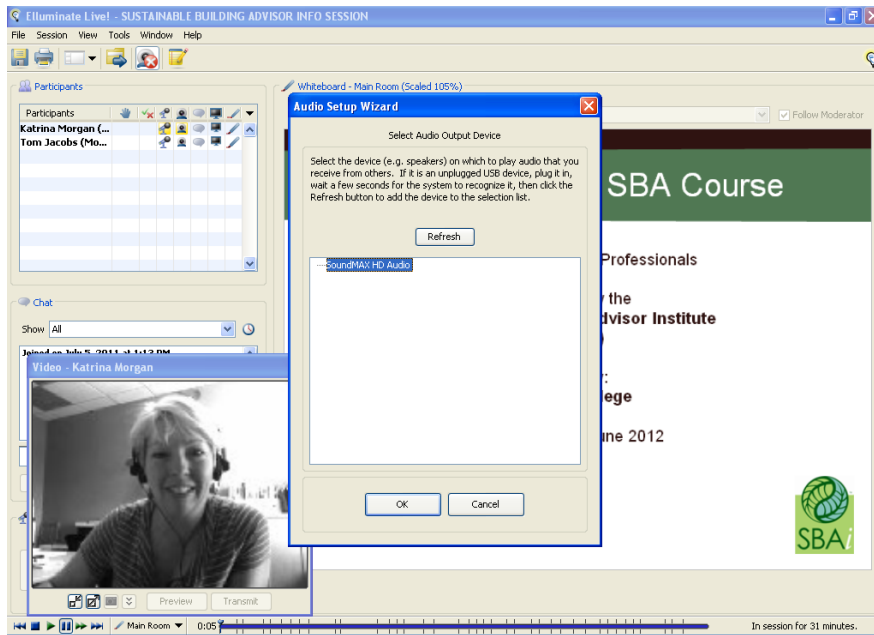 Elluminate Live! - SUSTAINABLE BUILDING ADVISOR INFO SESSION
File Session View Tools Window Help
Participants
Participants
Katrina Morgan (...
Tom Jacobs (Mo...
Chat
Show All
Joined on July 5, 2011 at 1:13 PM
Video - Katrina Morgan
Preview Transmit
Whiteboard - Main Room (Scaled 105%)
Follow Moderator
Audio Setup Wizard
Select Audio Output Device
Select the device (e.g. speakers) on which to play audio that you
receive from others. If it is an unplugged USB device, plug it in,
wait a few seconds for the system to recognize it, then click the
Refresh button to add the device to the selection list.
Refresh
SoundMAX HD Audio
OK Cancel
SBA Course
Professionals
the
Institute
2012
SBAi
Main Room 0:05 In session for 31 minutes.